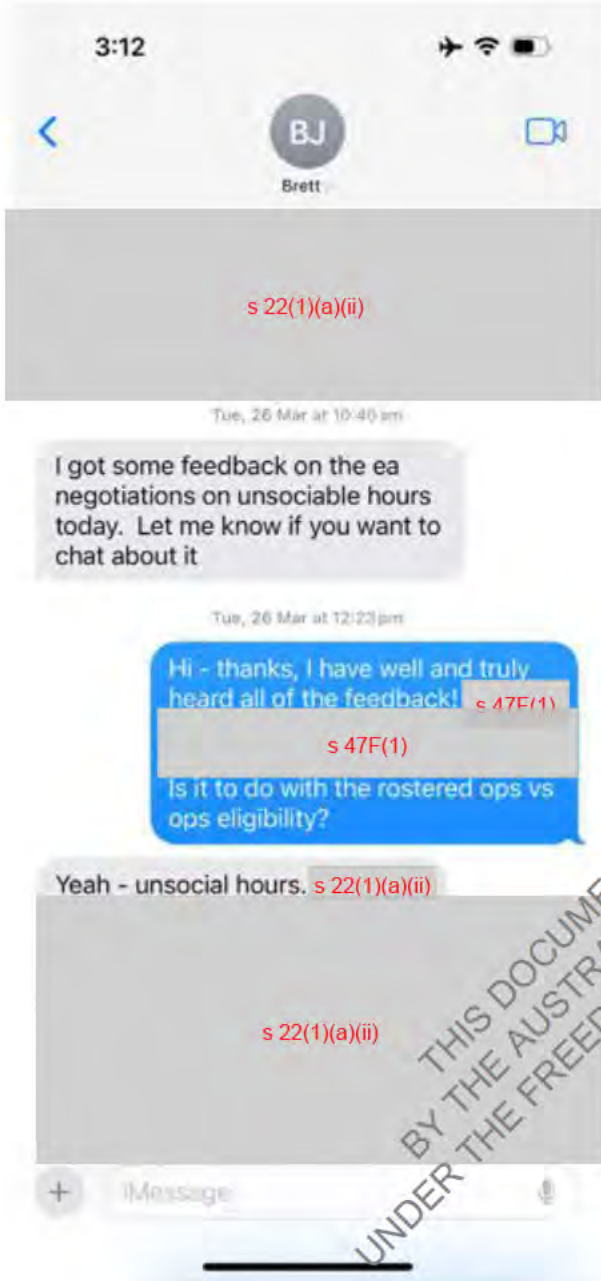 3:12
BJ
Brett
s 22(1)(a)(ii)
Tue, 26 Mar at 10:40 am
I got some feedback on the ea
negotiations on unsociable hours
today. Let me know if you want to
chat about it
Tue, 26 Mar at 12:23 pm
Hi - thanks, I have well and truly
heard all of the feedback! s 47F(1)
s 47F(1)
Is it to do with the rostered ops vs
ops eligibility?
Yeah - unsocial hours. s 22(1)(a)(ii)
s 22(1)(a)(ii)
THIS DOCUME
BY THE AUSTRA
UNDER THE FREED
iMessage